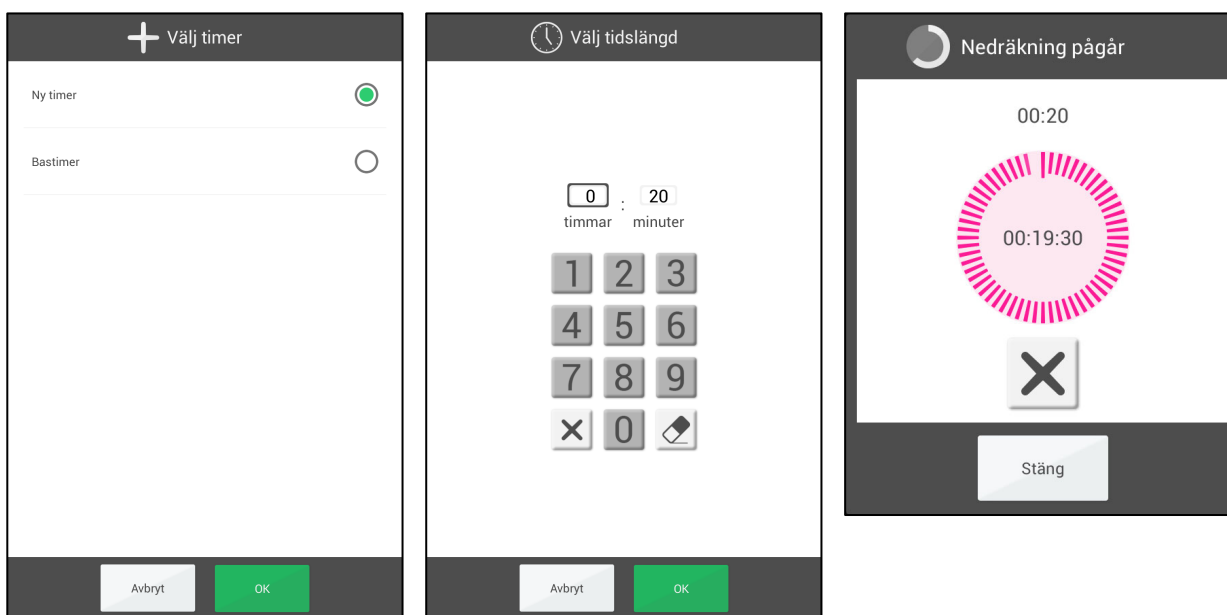 Välj timer
Ny timer
Bastimer
Avbryt OK
Välj tidslängd
0 : 20
timmar minuter
1 2 3
4 5 6
7 8 9
0
Avbryt OK
Nedräkning pågår
00:20
00:19:30
Stäng